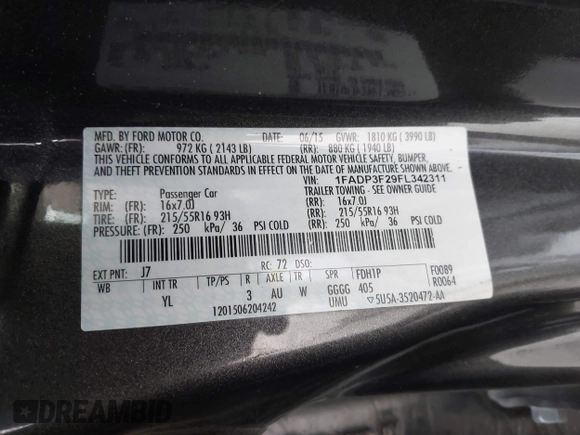 MFD. BY FORD MOTOR CO. DATE: 06/15 GVWR: 1810 KG ( 3990 LB)
GAWR: (FR): 972 KG ( 2143 LB) (RR): 880 KG ( 1940 LB)
THIS VEHICLE CONFORMS TO ALL APPLICABLE FEDERAL MOTOR VEHICLE SAFETY, BUMPER,
AND THEFT PREVENTION STANDARDS IN EFFECT ON THE DATE OF MANUFACTURE SHOWN ABOVE.
VIN: 1FADP3F29FL342311
TYPE: Passenger Car TRAILER TOWING - SEE OWNER GUIDE
RIM: (FR): 16x7.0J (RR): 16x7.0J
TIRE: (FR): 215/55R16 93H (RR): 215/55R16 93H
PRESSURE: (FR) 250 kPa/ 36 PSI COLD (RR) 250 kPa/ 36 PSI COLD
EXT PNT: J7 RC: 72 DSO:
WB INT TR TP/PS R AXLE TR SPR FDH1P F0089
YL 3 AU W GGGG 405 R0064
1201506204242 UMU 5U5A-3520472-AA
DREAMBID